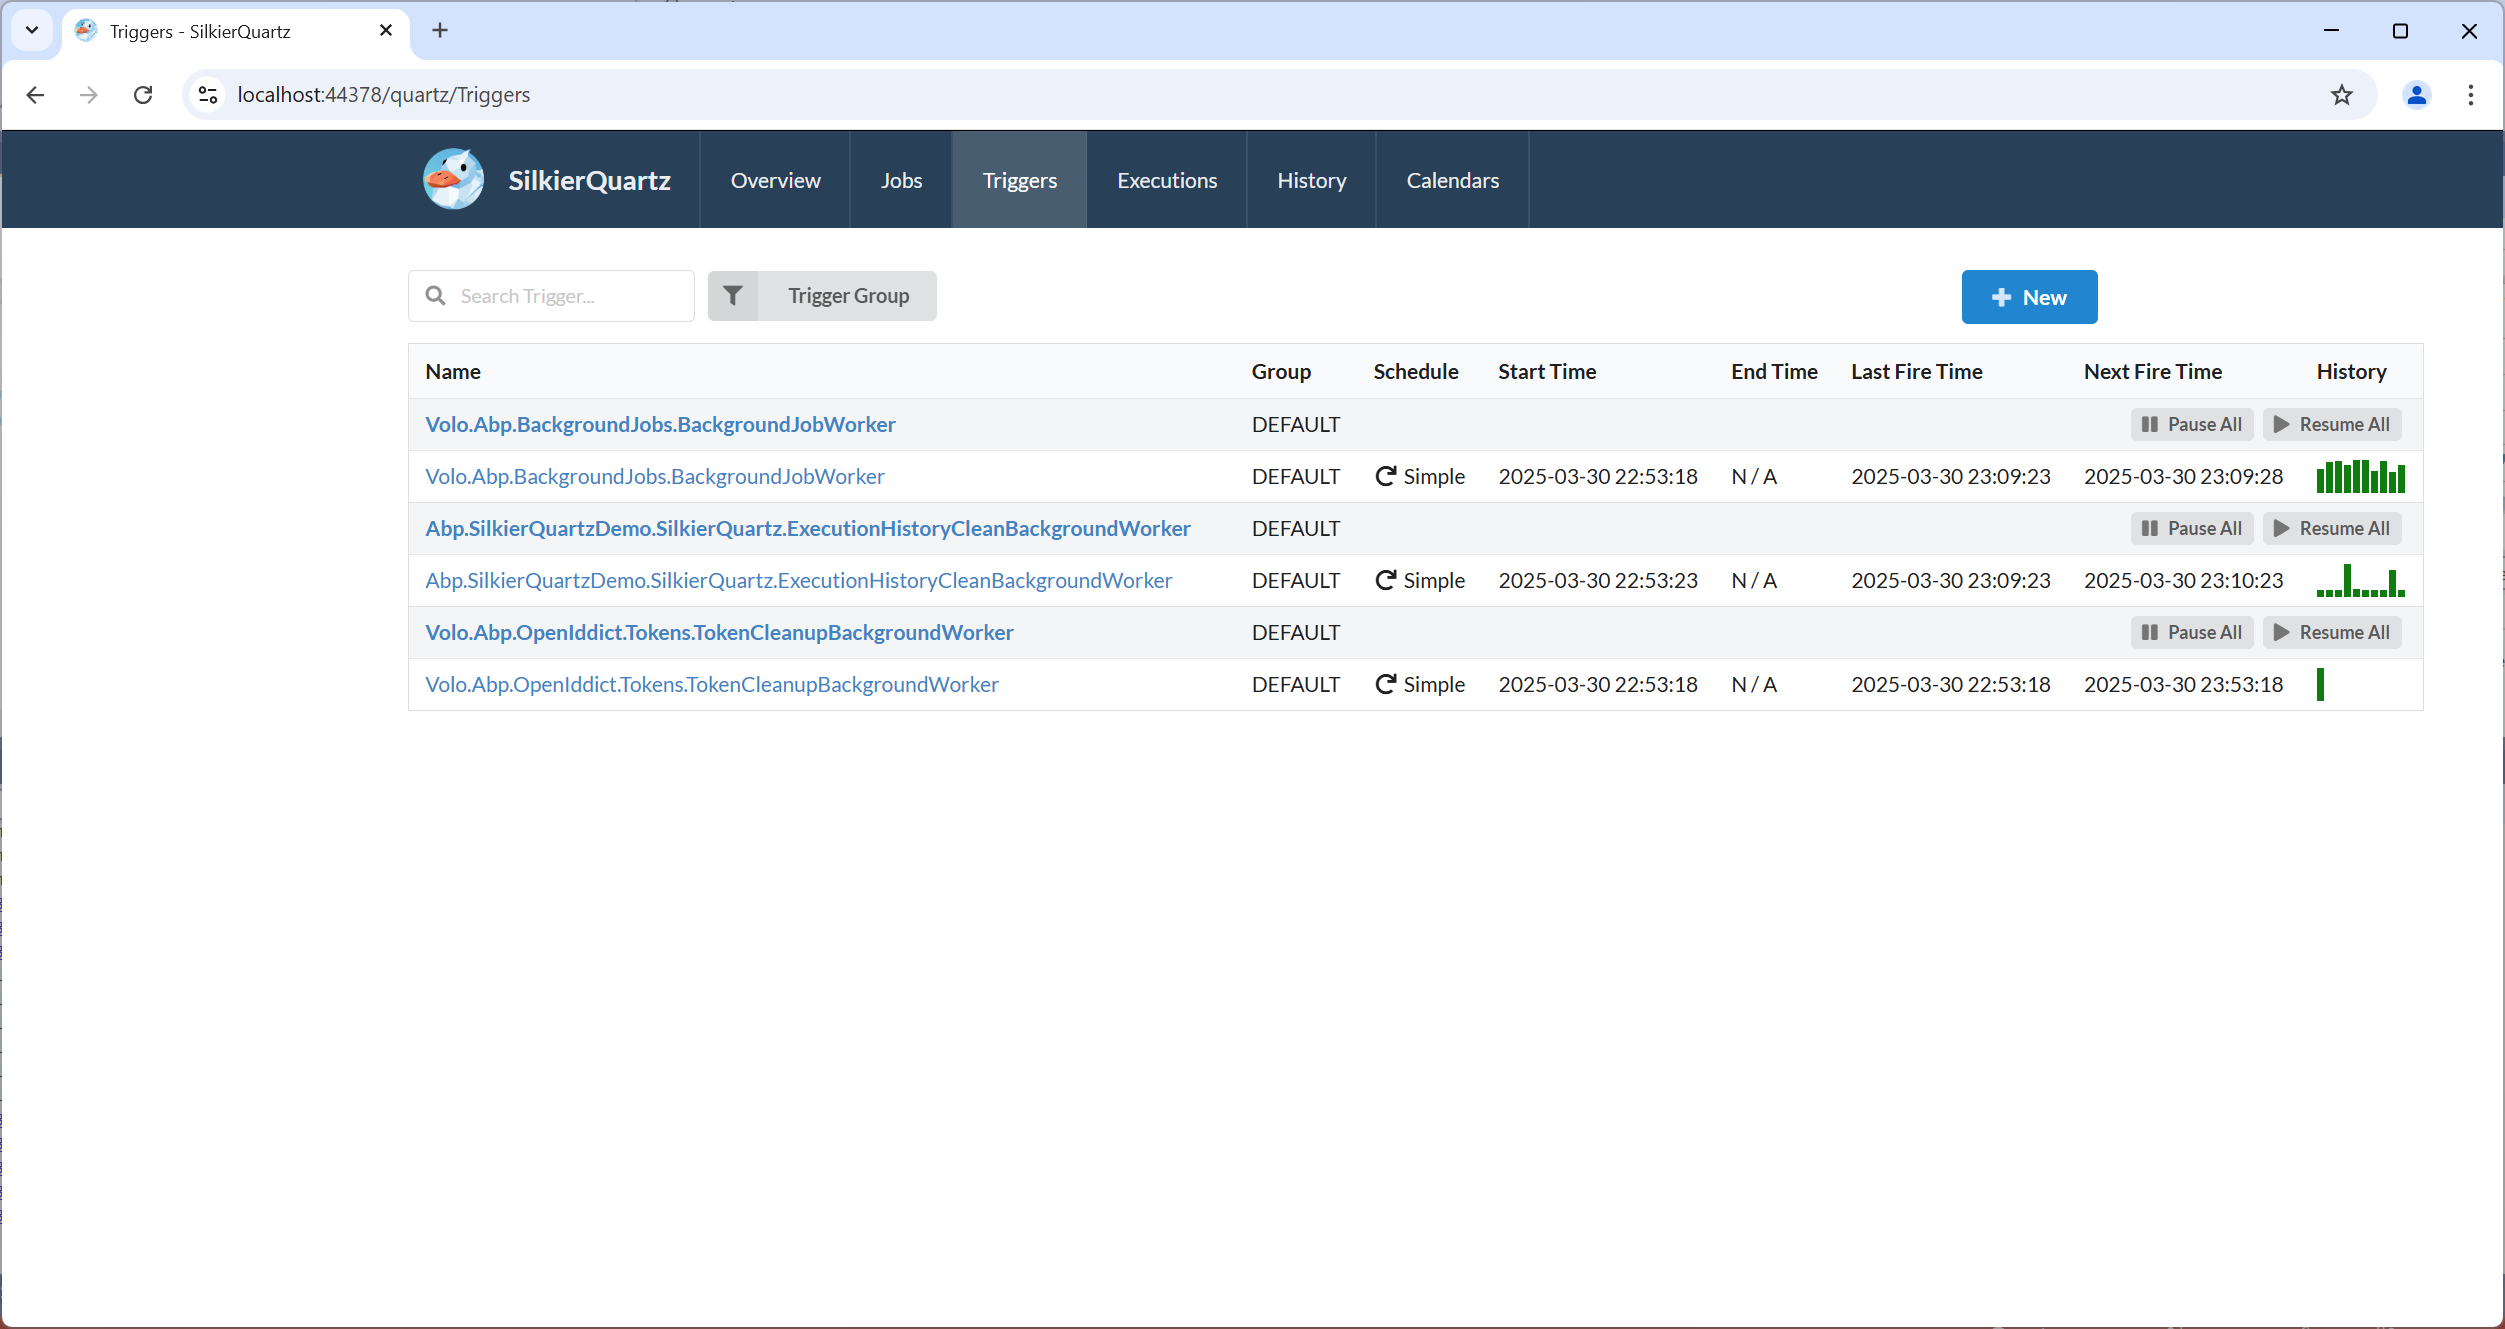 Triggers - SilkierQuartz
localhost:44378/quartz/Triggers
SilkierQuartz Overview Jobs Triggers Executions History Calendars
Search Trigger... Trigger Group New
Name Group Schedule Start Time End Time Last Fire Time Next Fire Time History
Volo.Abp.BackgroundJobs.BackgroundJobWorker DEFAULT Pause All Resume All
Volo.Abp.BackgroundJobs.BackgroundJobWorker DEFAULT Simple 2025-03-30 22:53:18 N / A 2025-03-30 23:09:23 2025-03-30 23:09:28
Abp.SilkierQuartzDemo.SilkierQuartz.ExecutionHistoryCleanBackgroundWorker DEFAULT Pause All Resume All
Abp.SilkierQuartzDemo.SilkierQuartz.ExecutionHistoryCleanBackgroundWorker DEFAULT Simple 2025-03-30 22:53:23 N / A 2025-03-30 23:09:23 2025-03-30 23:10:23
Volo.Abp.OpenIddict.Tokens.TokenCleanupBackgroundWorker DEFAULT Pause All Resume All
Volo.Abp.OpenIddict.Tokens.TokenCleanupBackgroundWorker DEFAULT Simple 2025-03-30 22:53:18 N / A 2025-03-30 22:53:18 2025-03-30 23:53:18